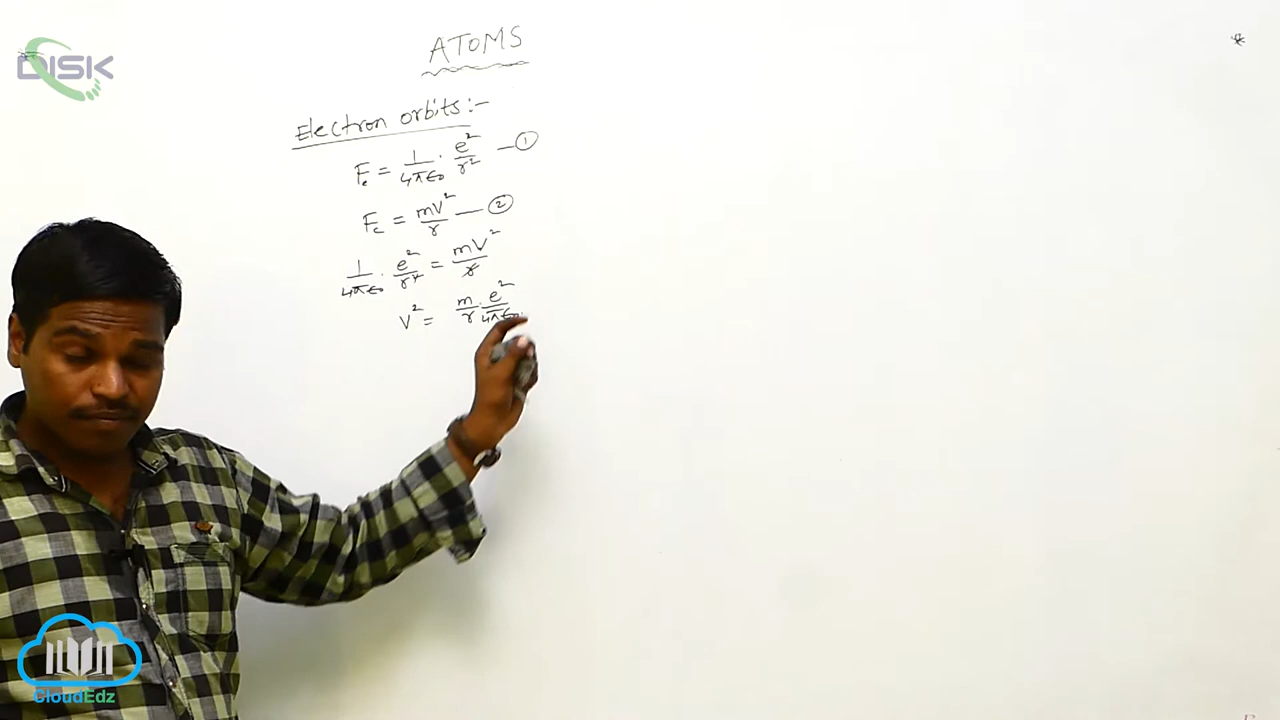 DISK
ATOMS
Electron orbits:-
Fe = 1/4πε0 . e²/r² — ①
Fc = mV²/r — ②
1/4πε0 . e²/r² = mV²/r
V² = m/r . e²/4πε0
CloudEdz